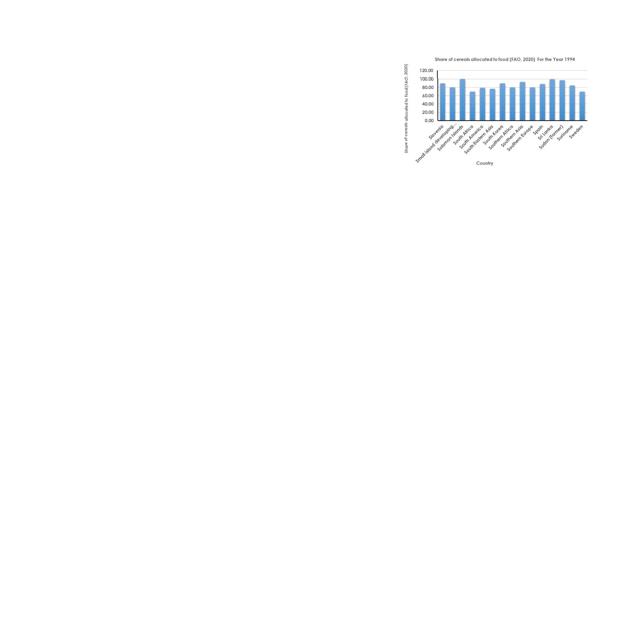 Share of cereals allocated to food (FAO, 2020)  For the Year 1994
Share of cereals allocated to food (FAO, 2020)
120.00
100.00
80.00
60.00
40.00
20.00
0.00
Slovenia
Small island developing...
Solomon Islands
South Africa
South America
South Eastern Asia
South Korea
Southern Africa
Southern Asia
Southern Europe
Spain
Sri Lanka
Sudan (former)
Suriname
Sweden
Country